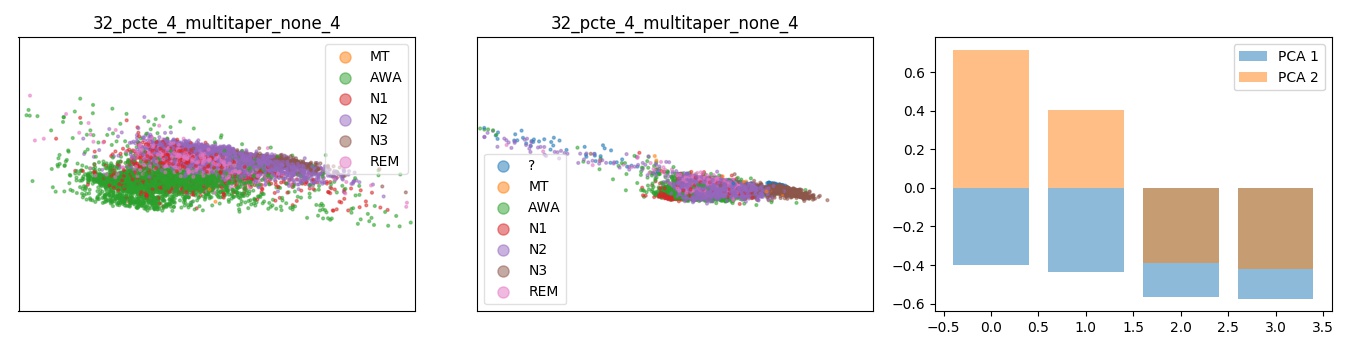 32_pcte_4_multitaper_none_4
MT
AWA
N1
N2
N3
REM
32_pcte_4_multitaper_none_4
?
MT
AWA
N1
N2
N3
REM
PCA 1
PCA 2
0.6
0.4
0.2
0.0
−0.2
−0.4
−0.6
−0.5 0.0 0.5 1.0 1.5 2.0 2.5 3.0 3.5